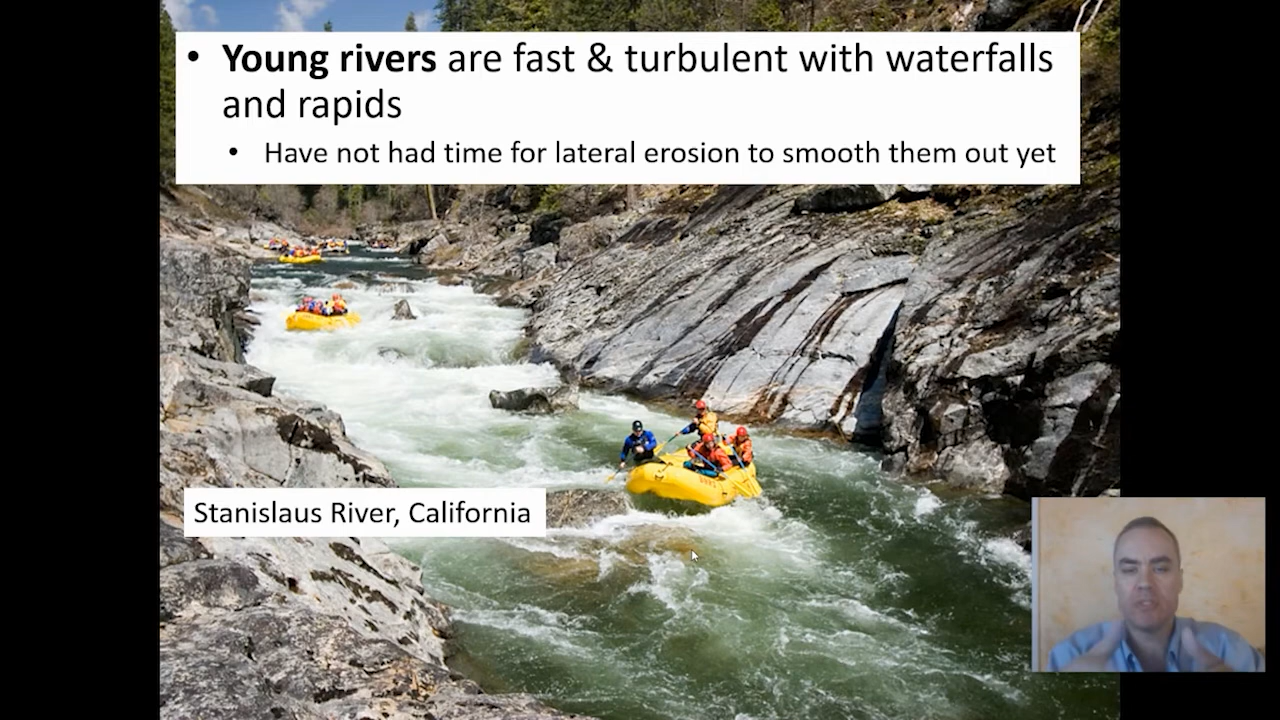 • Young rivers are fast & turbulent with waterfalls
and rapids
• Have not had time for lateral erosion to smooth them out yet
Stanislaus River, California